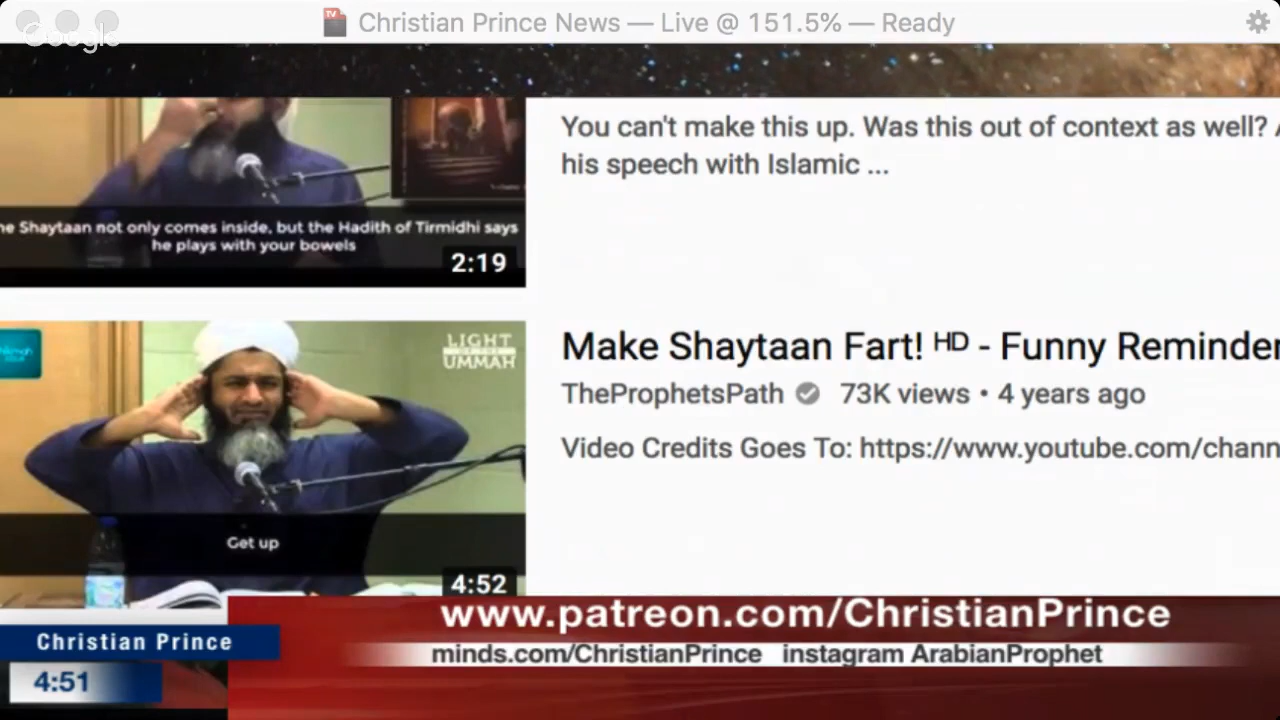 Christian Prince News — Live @ 151.5% — Ready
Google
You can't make this up. Was this out of context as well?
his speech with Islamic ...
he Shaytaan not only comes inside, but the Hadith of Tirmidhi says
he plays with your bowels
2:19
LIGHT
OF THE
UMMAH
Get up
4:52
Make Shaytaan Fart! HD - Funny Reminder
TheProphetsPath 73K views • 4 years ago
Video Credits Goes To: https://www.youtube.com/chann
www.patreon.com/ChristianPrince
minds.com/ChristianPrince instagram ArabianProphet
Christian Prince
4:51